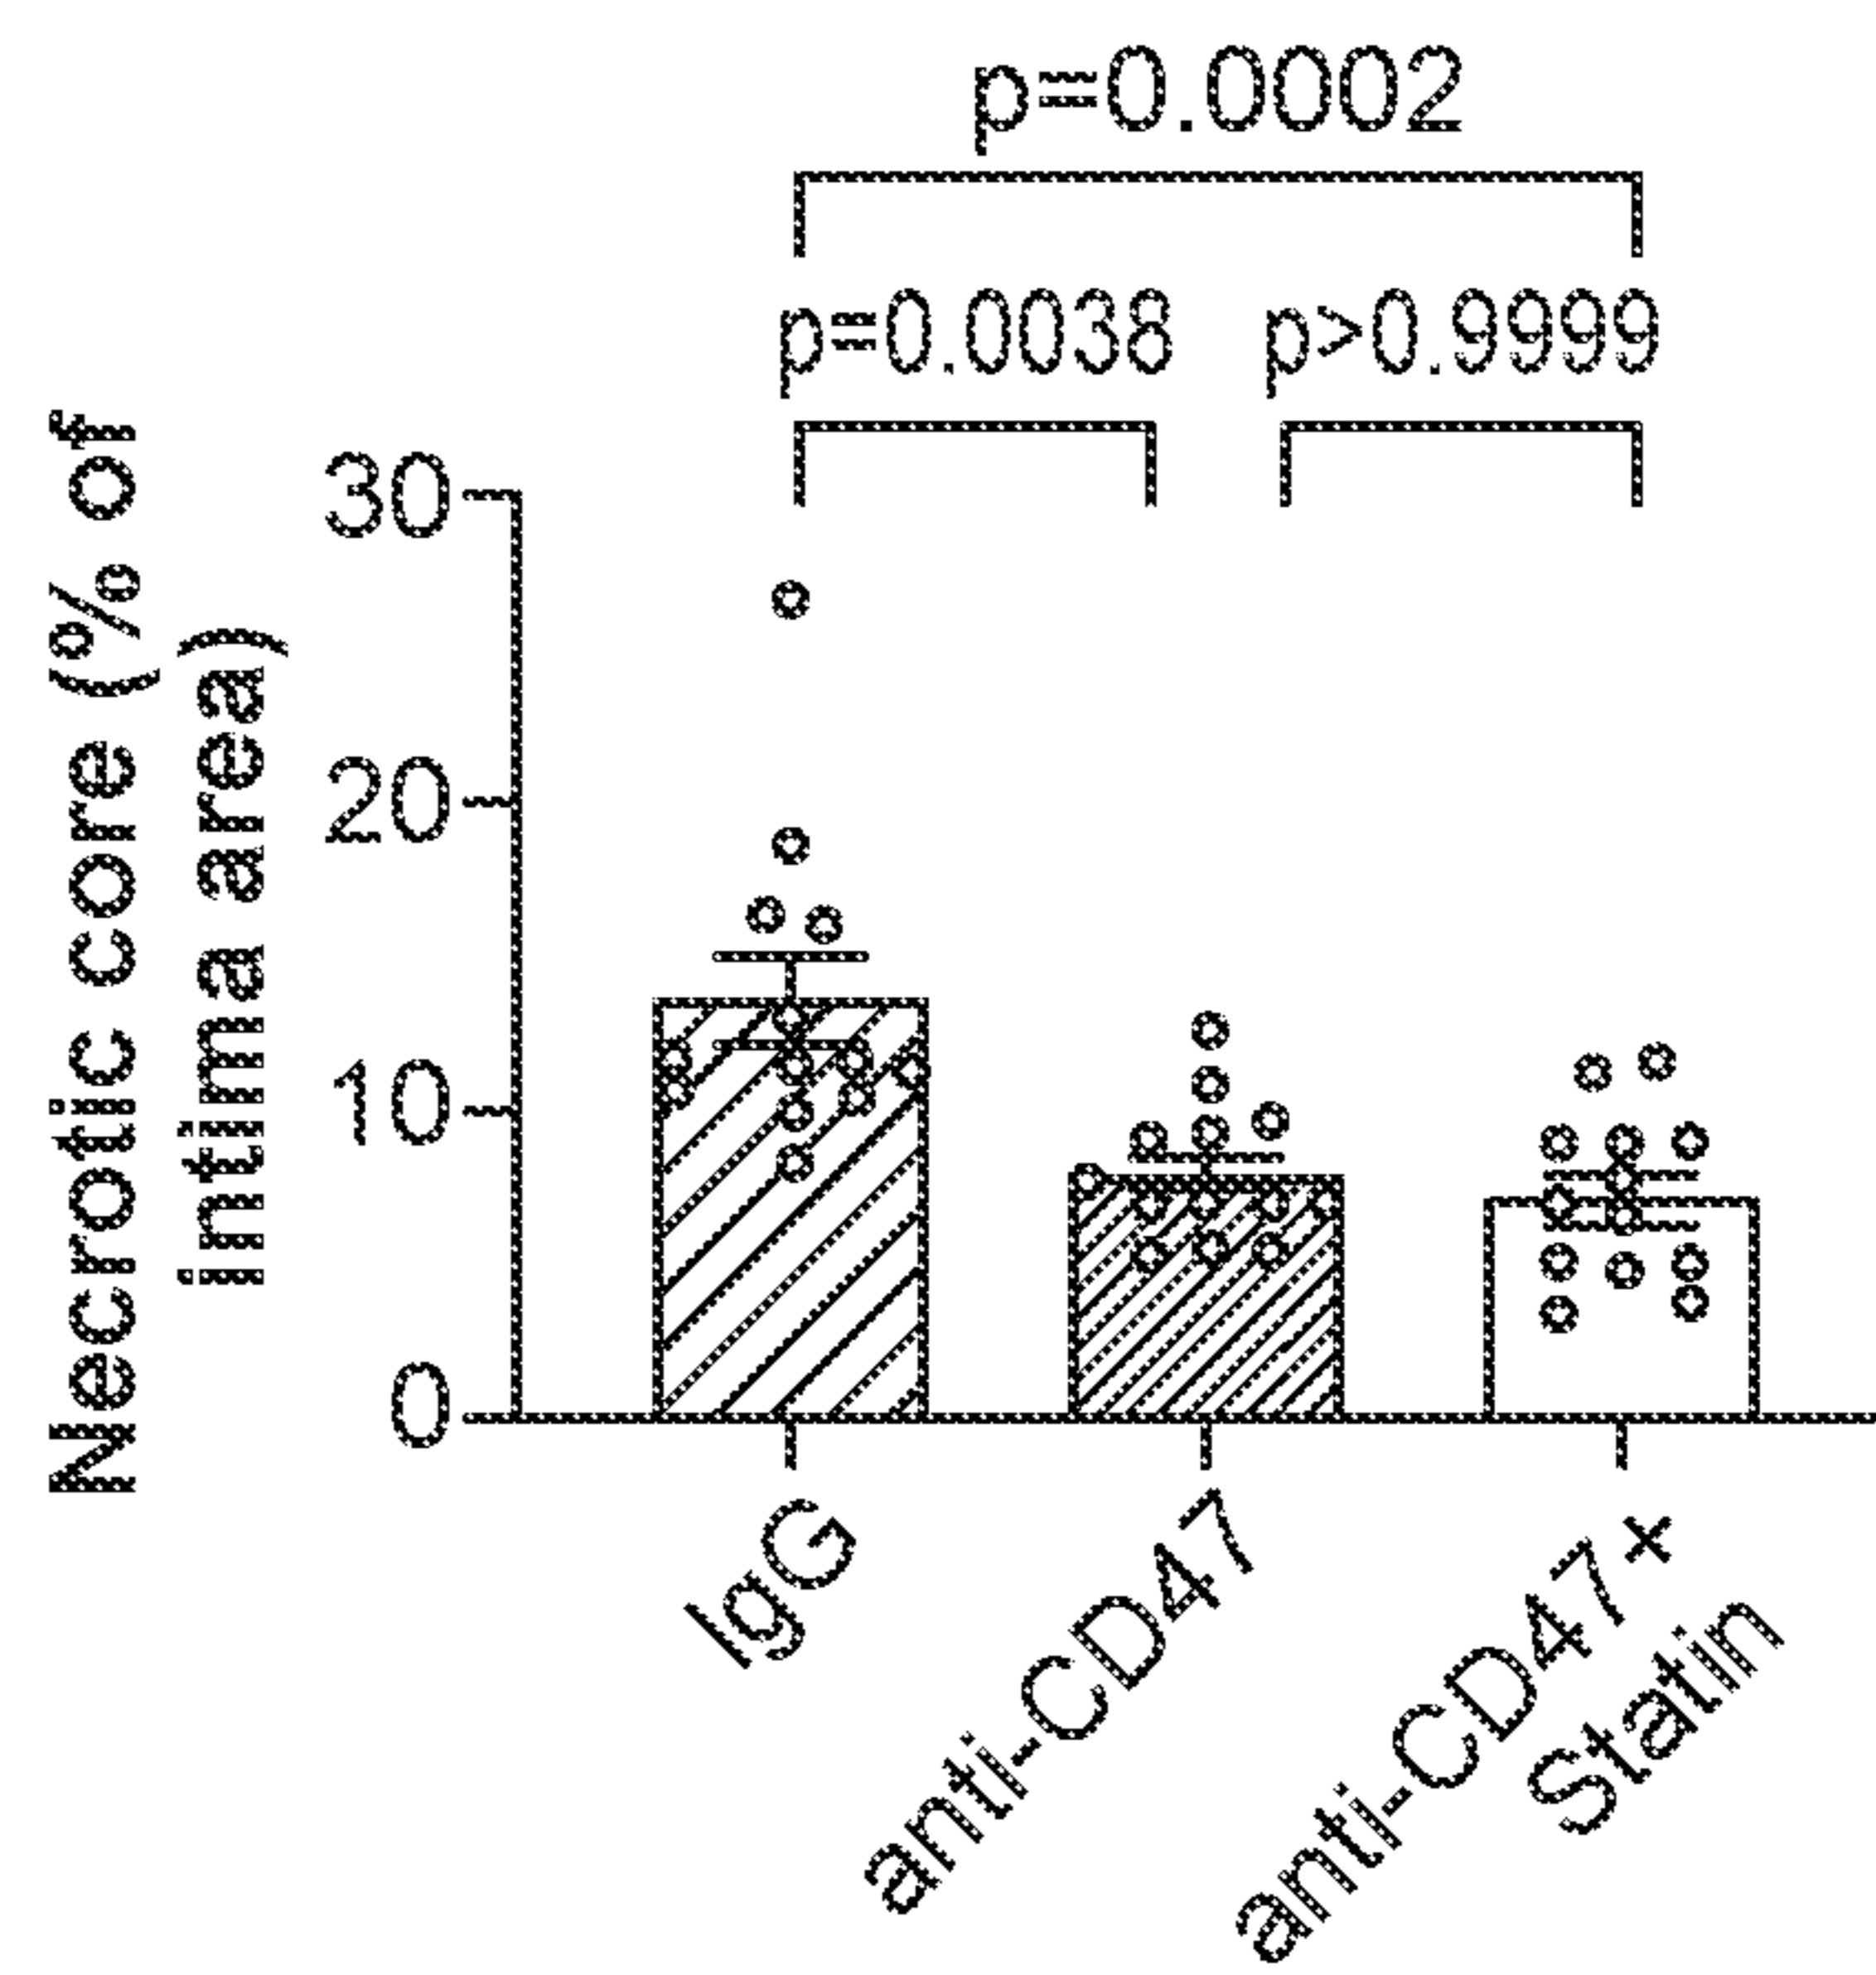 p=0.0002
p=0.0038 p>0.9999
Necrotic core (% of
intima area)
30
20
10
0
IgG
anti-CD47
anti-CD47+
Statin